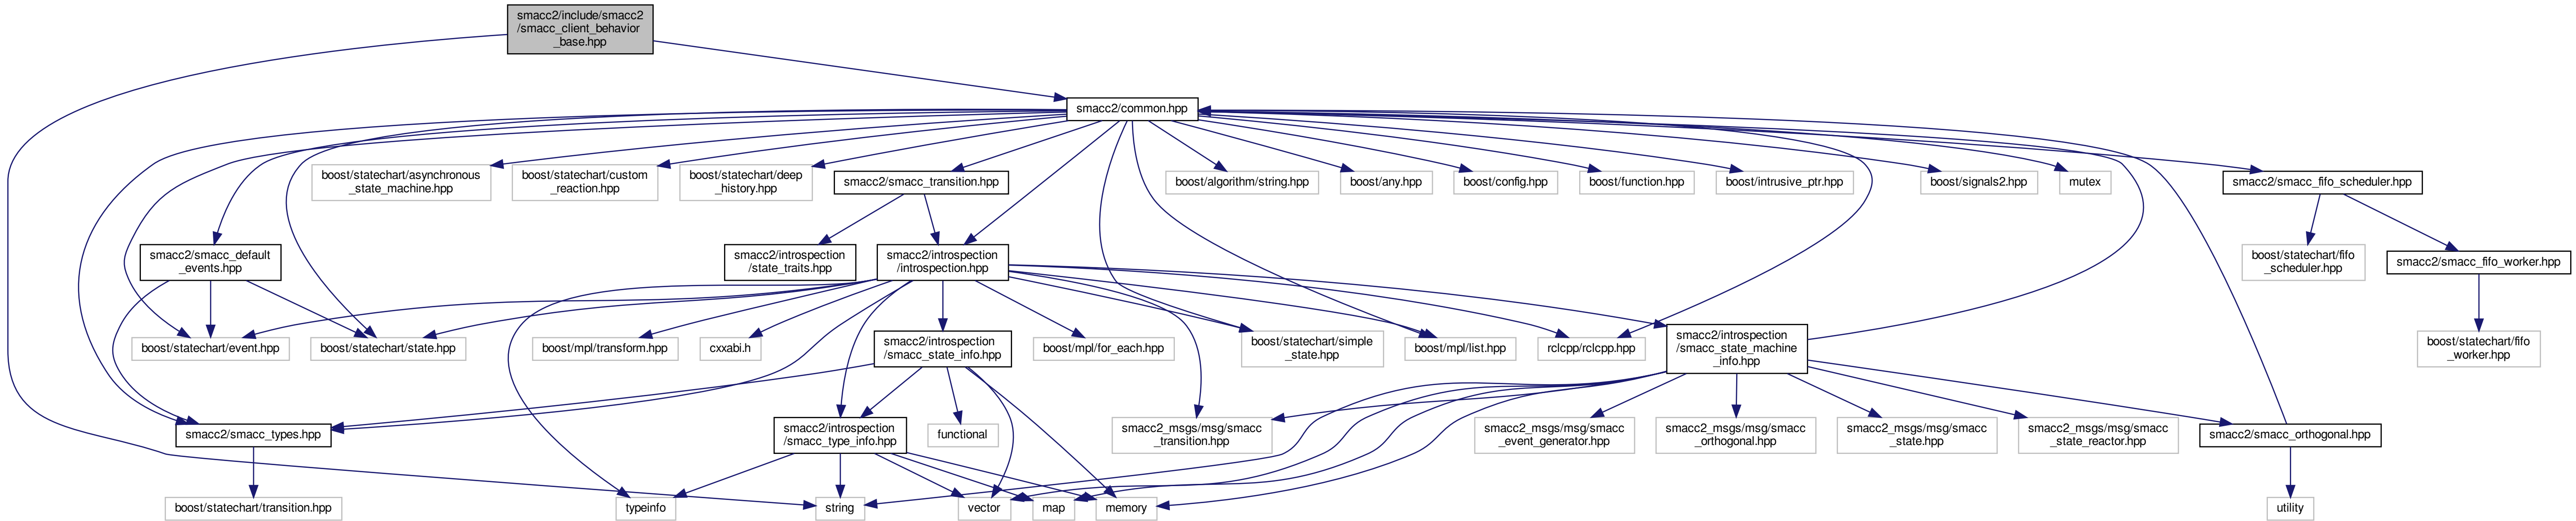 smacc2/include/smacc2
/smacc_client_behavior
_base.hpp
smacc2/common.hpp
boost/statechart/asynchronous
_state_machine.hpp
boost/statechart/custom
_reaction.hpp
boost/statechart/deep
_history.hpp
smacc2/smacc_transition.hpp
boost/algorithm/string.hpp
boost/any.hpp
boost/config.hpp
boost/function.hpp
boost/intrusive_ptr.hpp
boost/signals2.hpp
mutex
smacc2/smacc_fifo_scheduler.hpp
smacc2/smacc_default
_events.hpp
smacc2/introspection
/state_traits.hpp
smacc2/introspection
/introspection.hpp
boost/statechart/fifo
_scheduler.hpp
smacc2/smacc_fifo_worker.hpp
boost/statechart/event.hpp
boost/statechart/state.hpp
boost/mpl/transform.hpp
cxxabi.h
smacc2/introspection
/smacc_state_info.hpp
boost/mpl/for_each.hpp
boost/statechart/simple
_state.hpp
boost/mpl/list.hpp
rclcpp/rclcpp.hpp
smacc2/introspection
/smacc_state_machine
_info.hpp
boost/statechart/fifo
_worker.hpp
smacc2/smacc_types.hpp
smacc2/introspection
/smacc_type_info.hpp
functional
smacc2_msgs/msg/smacc
_transition.hpp
smacc2_msgs/msg/smacc
_event_generator.hpp
smacc2_msgs/msg/smacc
_orthogonal.hpp
smacc2_msgs/msg/smacc
_state.hpp
smacc2_msgs/msg/smacc
_state_reactor.hpp
smacc2/smacc_orthogonal.hpp
boost/statechart/transition.hpp
typeinfo
string
vector
map
memory
utility